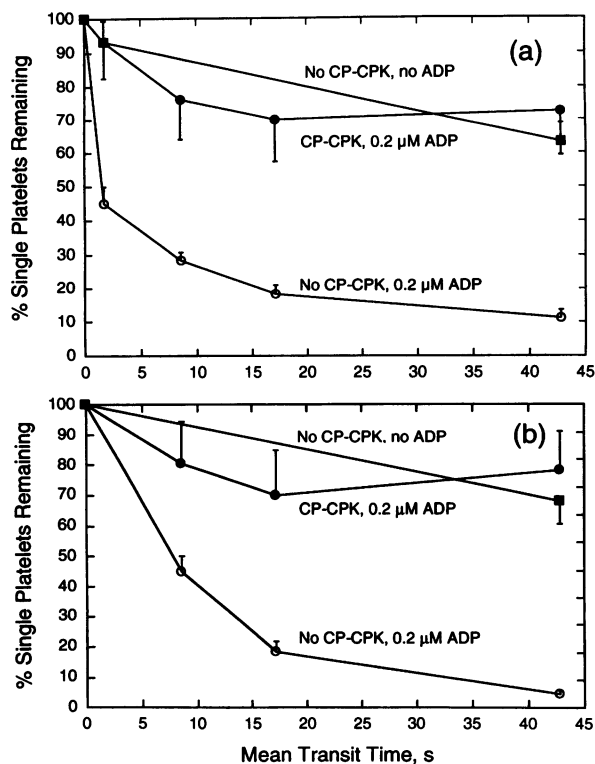 100
90
80
70
60
50
40
30
20
10
0
% Single Platelets Remaining
(a)
No CP-CPK, no ADP
CP-CPK, 0.2 µM ADP
No CP-CPK, 0.2 µM ADP
0 5 10 15 20 25 30 35 40 45
100
90
80
70
60
50
40
30
20
10
0
% Single Platelets Remaining
(b)
No CP-CPK, no ADP
CP-CPK, 0.2 µM ADP
No CP-CPK, 0.2 µM ADP
0 5 10 15 20 25 30 35 40 45
Mean Transit Time, s